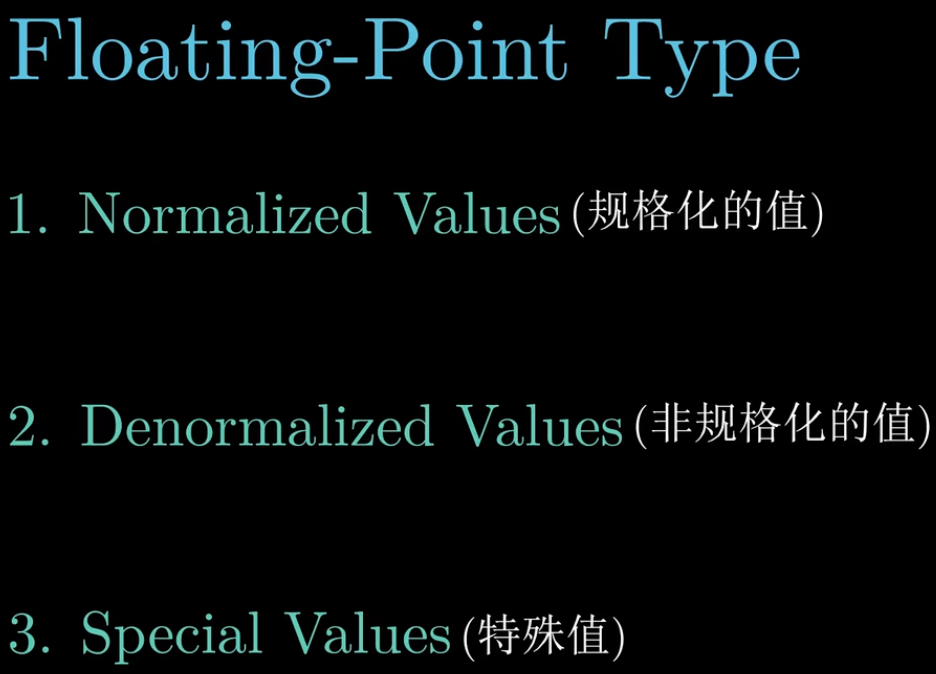 Floating-Point Type
1. Normalized Values (规格化的值)
2. Denormalized Values (非规格化的值)
3. Special Values (特殊值)